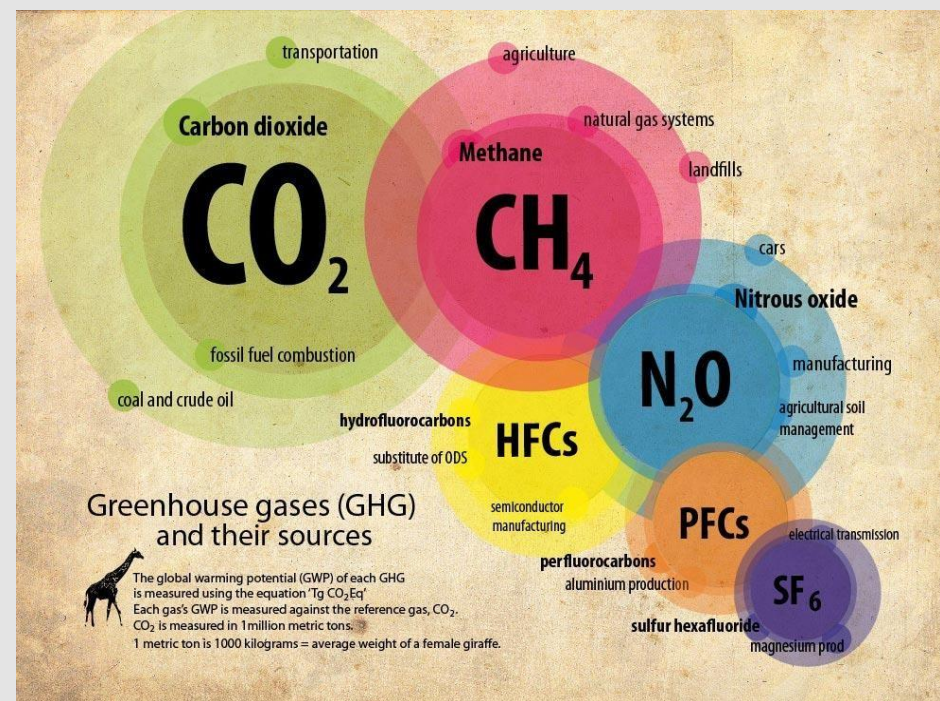 transportation
Carbon dioxide
CO₂
fossil fuel combustion
coal and crude oil
agriculture
natural gas systems
Methane
landfills
CH₄
cars
Nitrous oxide
N₂O
manufacturing
agricultural soil
management
hydrofluorocarbons
HFCs
substitute of ODS
semiconductor
manufacturing
PFCs
perfluorocarbons
aluminium production
electrical transmission
SF₆
sulfur hexafluoride
magnesium prod
Greenhouse gases (GHG)
and their sources
The global warming potential (GWP) of each GHG
is measured using the equation 'Tg CO₂Eq'
Each gas's GWP is measured against the reference gas, CO₂.
CO₂ is measured in 1million metric tons.
1 metric ton is 1000 kilograms = average weight of a female giraffe.